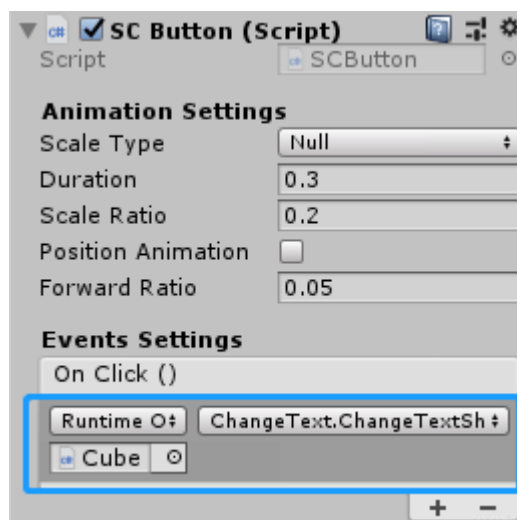 SC Button (Script)
Script SCButton
Animation Settings
Scale Type Null
Duration 0.3
Scale Ratio 0.2
Position Animation
Forward Ratio 0.05
Events Settings
On Click ()
Runtime O ChangeText.ChangeTextSh
Cube
+ −